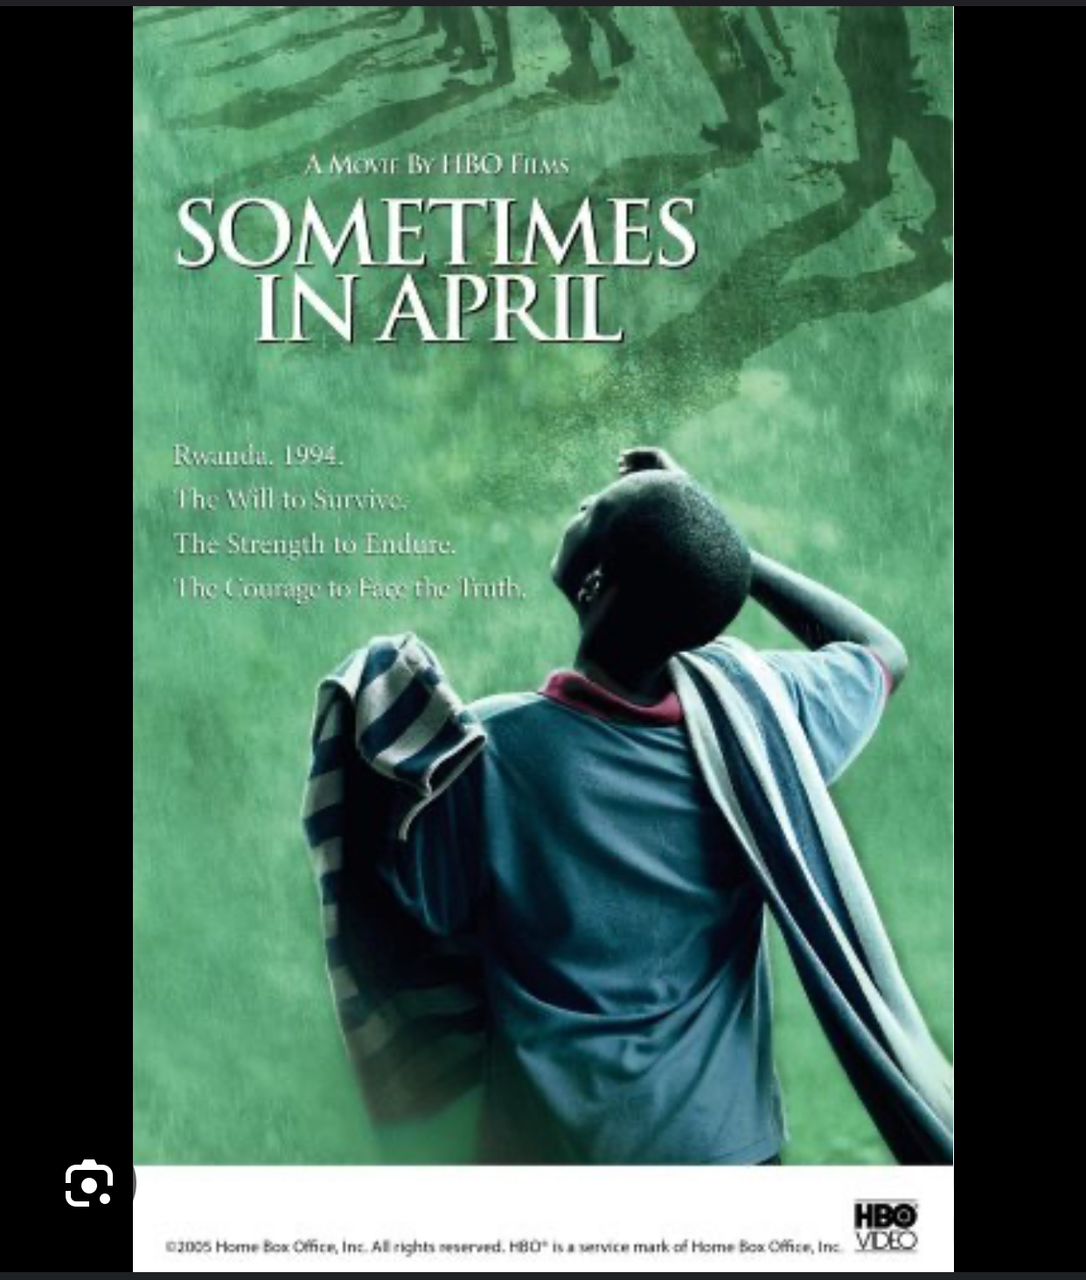 A MOVIE BY HBO FILMS
SOMETIMES
IN APRIL
Rwanda. 1994.
The Will to Survive.
The Strength to Endure.
The Courage to Face the Truth.
©2005 Home Box Office, Inc. All rights reserved. HBO® is a service mark of Home Box Office, Inc.
HBO
VIDEO